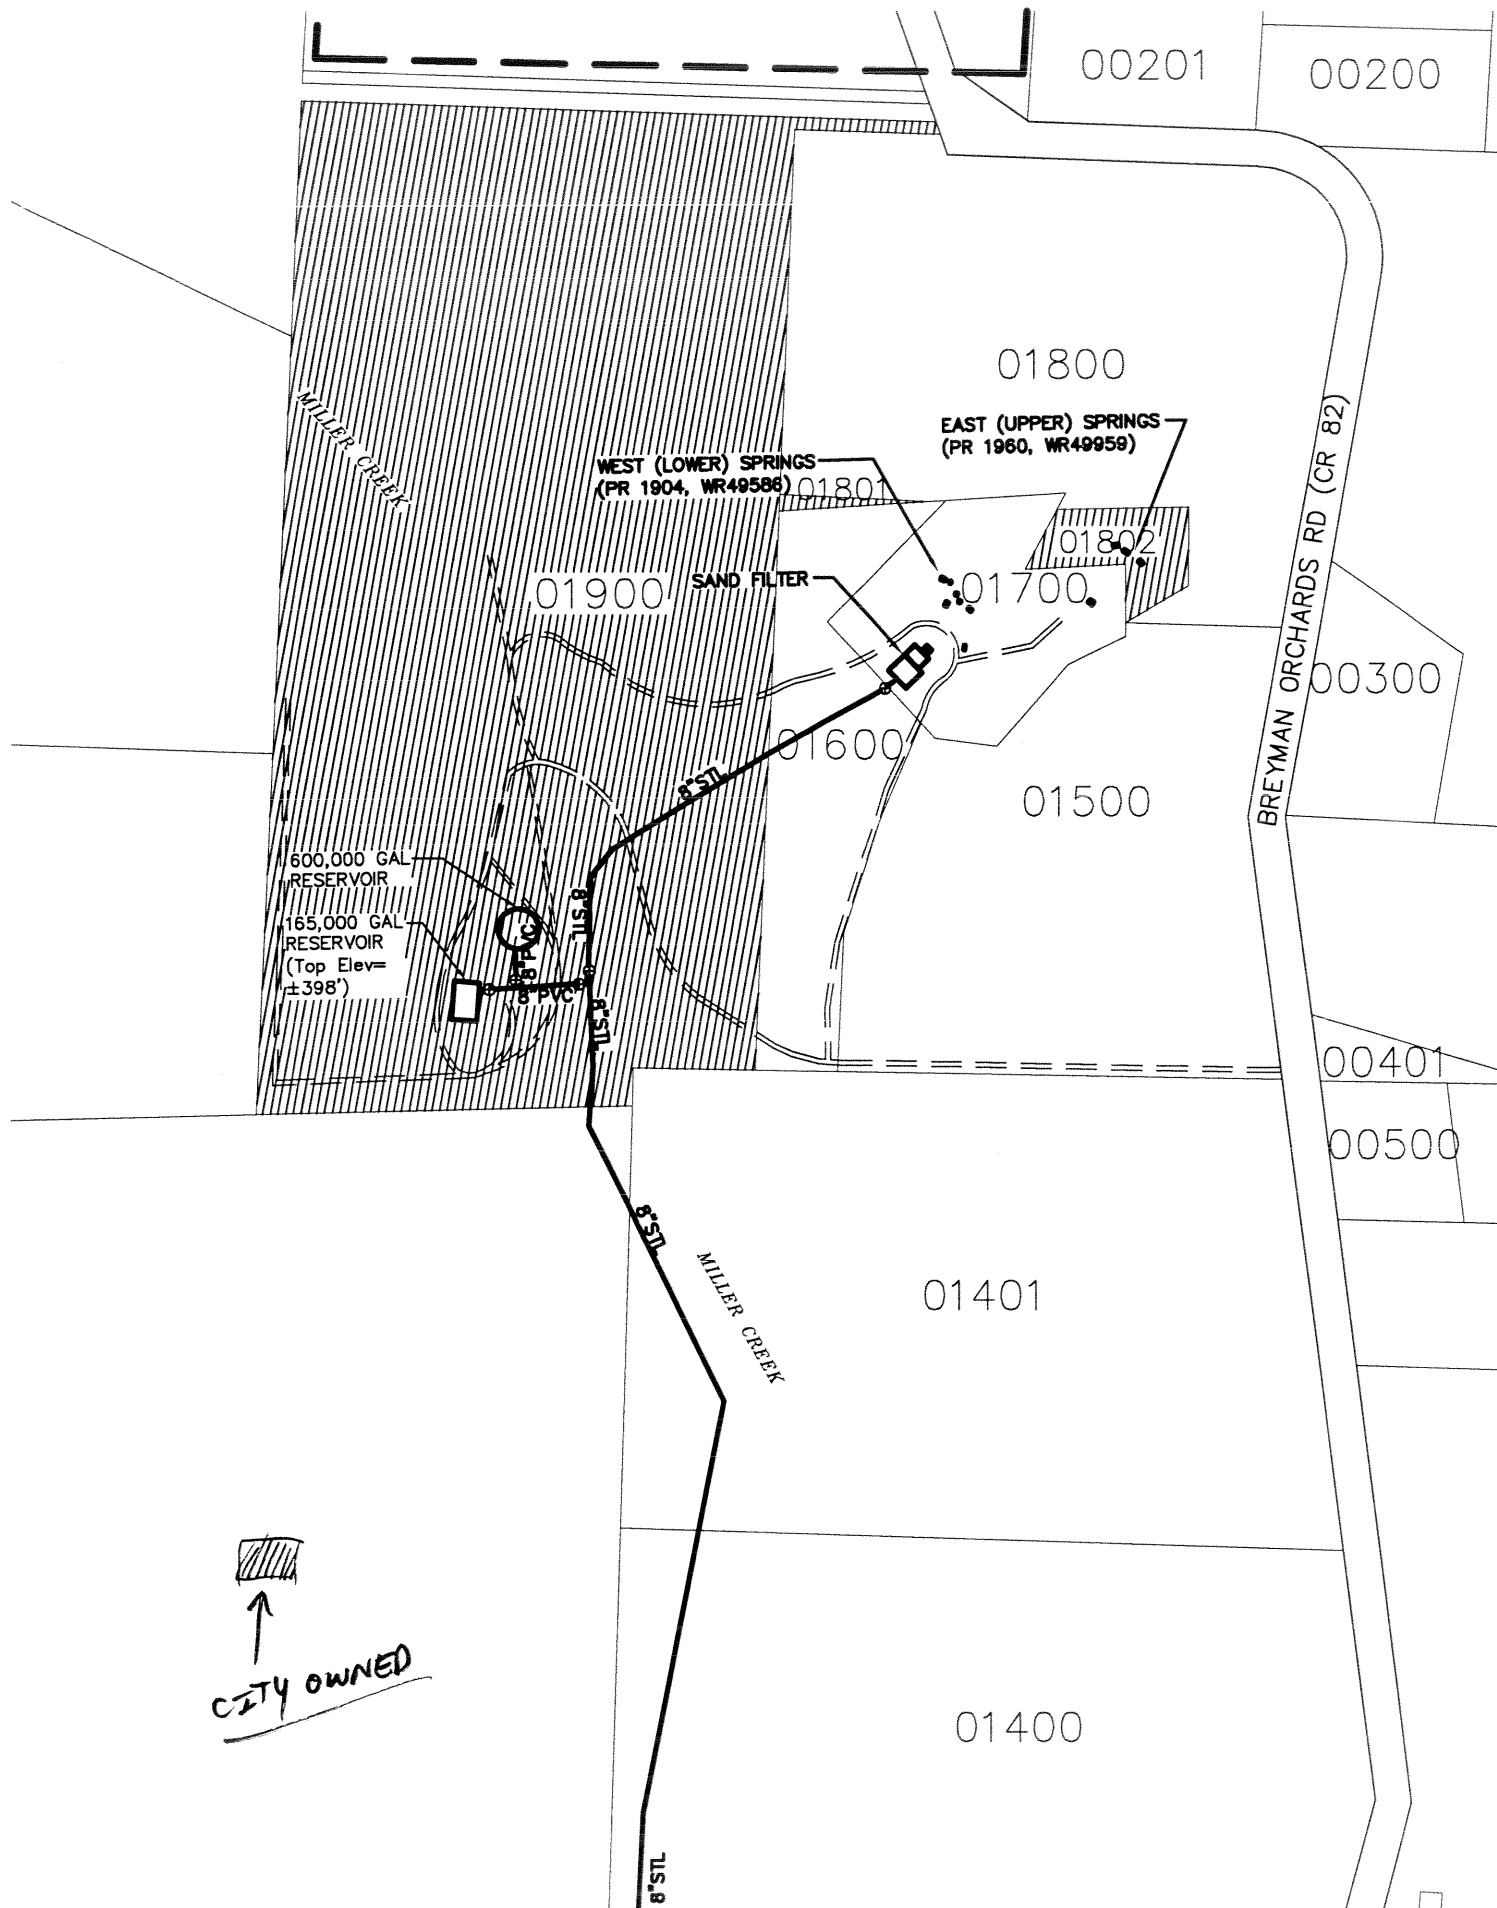 00201
00200
01800
MILLER CREEK
EAST (UPPER) SPRINGS
(PR 1960, WR49959)
BREYMAN ORCHARDS RD (CR 82)
WEST (LOWER) SPRINGS
(PR 1904, WR49586)
01801
01802
01900
SAND FILTER
01700
00300
01600
8"STL
01500
600,000 GAL
RESERVOIR
8"STL
165,000 GAL
RESERVOIR
(Top Elev=
±398')
8"PVC
8"PVC
8"STL
00401
00500
8"STL
MILLER CREEK
01401
CITY OWNED
01400
8"STL